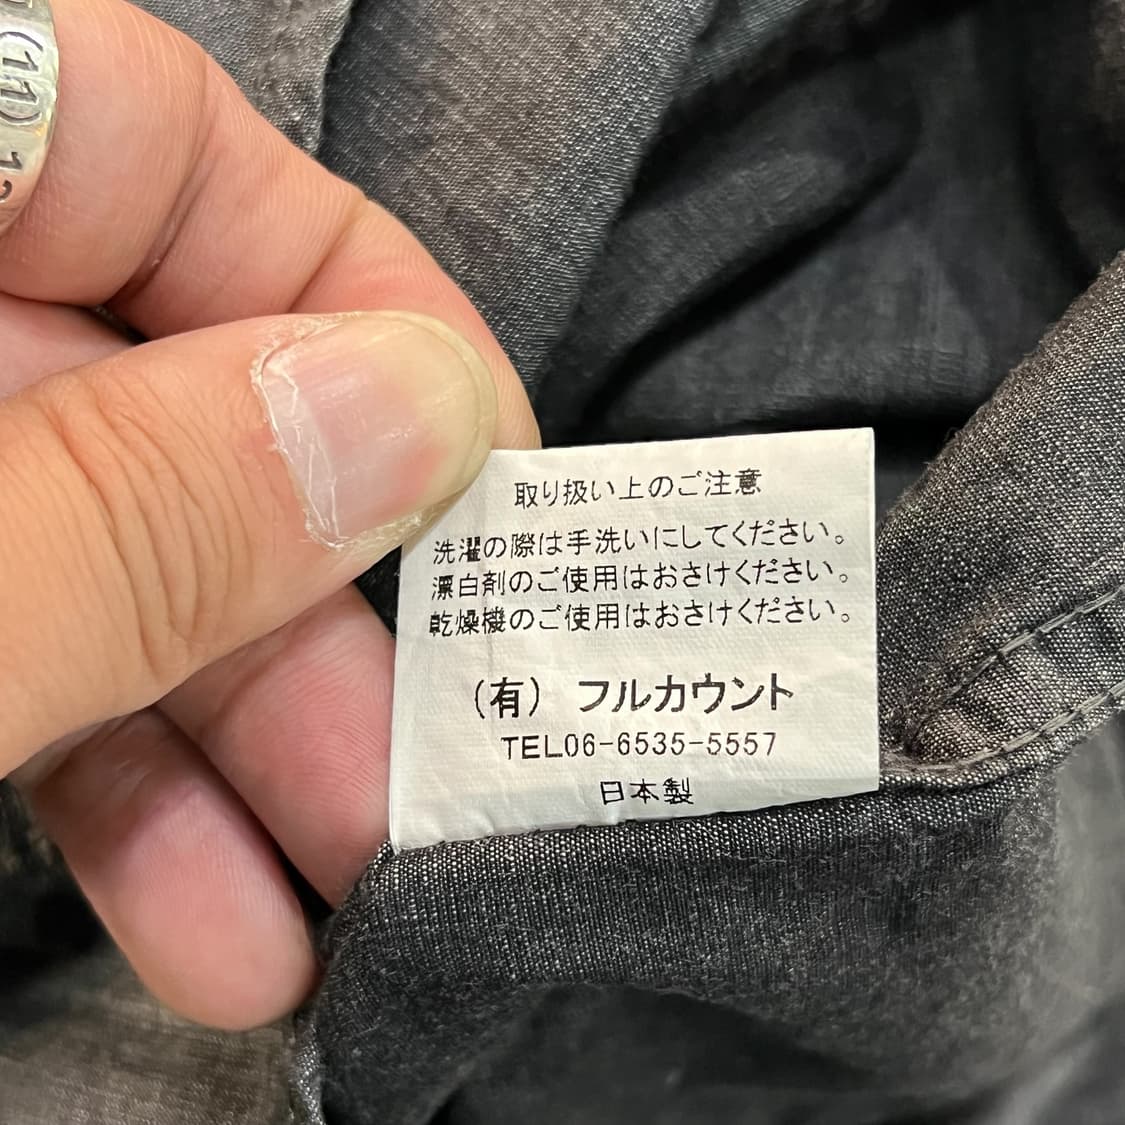 (11) 12
取り扱い上のご注意
洗濯の際は手洗いにしてください。
漂白剤のご使用はおさけください。
乾燥機のご使用はおさけください。
(有) フルカウント
TEL06-6535-5557
日本製